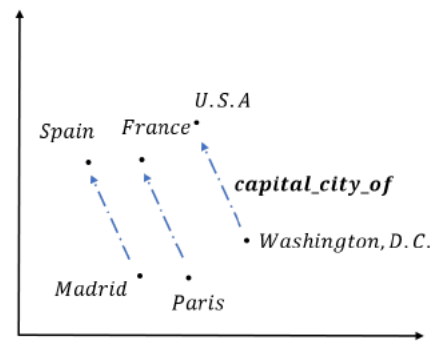 U.S.A
Spain
France
capital_city_of
Washington, D.C.
Madrid
Paris